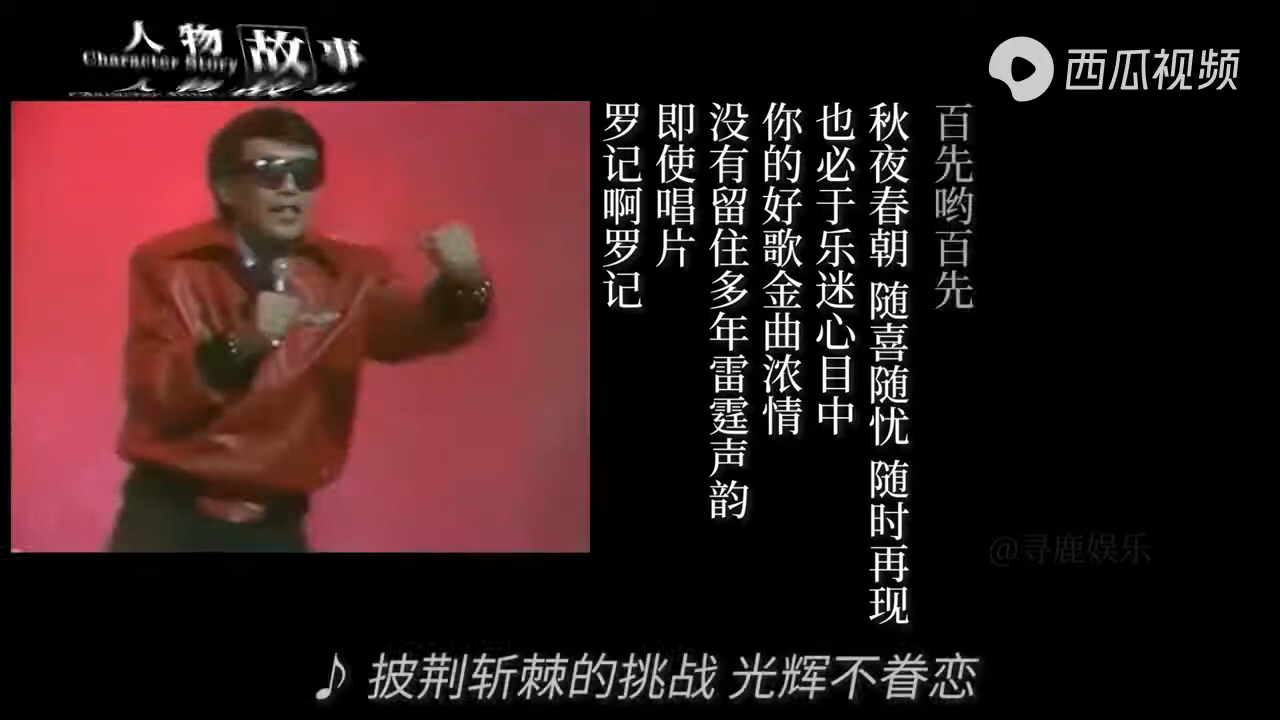 人物故事
Character Story
西瓜视频
罗记啊罗记
即使唱片
没有留住多年雷霆声韵
你的好歌金曲浓情
也必于乐迷心目中
秋夜春朝 随喜随忧 随时再现
百先哟百先
@寻鹿娱乐
♪ 披荆斩棘的挑战 光辉不眷恋